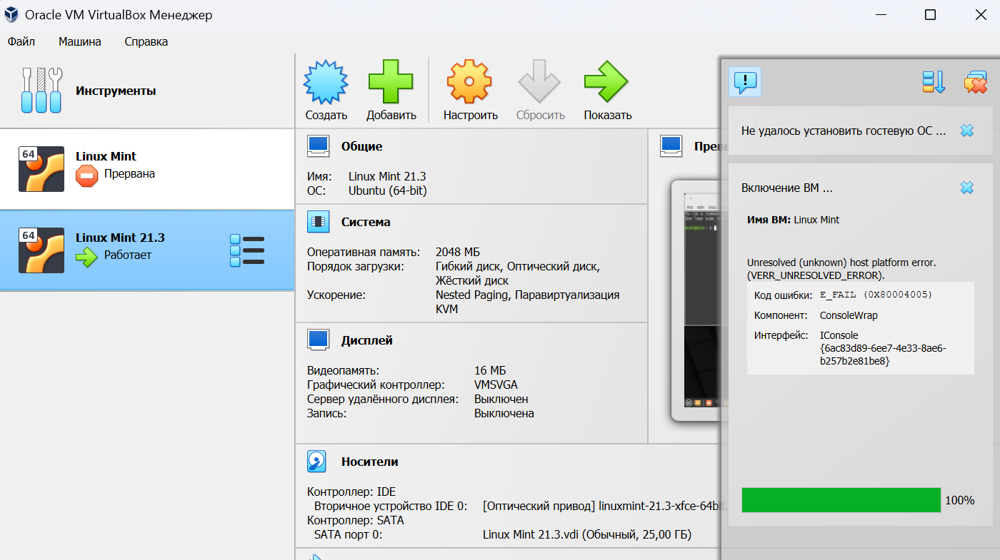 Oracle VM VirtualBox Менеджер
Файл Машина Справка
Инструменты
64
Linux Mint
Прервана
64
Linux Mint 21.3
Работает
Создать Добавить Настроить Сбросить Показать
Общие
Имя: Linux Mint 21.3
ОС: Ubuntu (64-bit)
Система
Оперативная память: 2048 МБ
Порядок загрузки: Гибкий диск, Оптический диск,
Жёсткий диск
Ускорение: Nested Paging, Паравиртуализация
KVM
Дисплей
Видеопамять: 16 МБ
Графический контроллер: VMSVGA
Сервер удалённого дисплея: Выключен
Запись: Выключена
Носители
Контроллер: IDE
Вторичное устройство IDE 0: [Оптический привод] linuxmint-21.3-xfce-64bit.
Контроллер: SATA
SATA порт 0: Linux Mint 21.3.vdi (Обычный, 25,00 ГБ)
Не удалось установить гостевую ОС ...
Включение ВМ ...
Имя ВМ: Linux Mint
Unresolved (unknown) host platform error.
(VERR_UNRESOLVED_ERROR).
Код ошибки: E_FAIL (0X80004005)
Компонент: ConsoleWrap
Интерфейс: IConsole
{6ac83d89-6ee7-4e33-8ae6-
b257b2e81be8}
100%